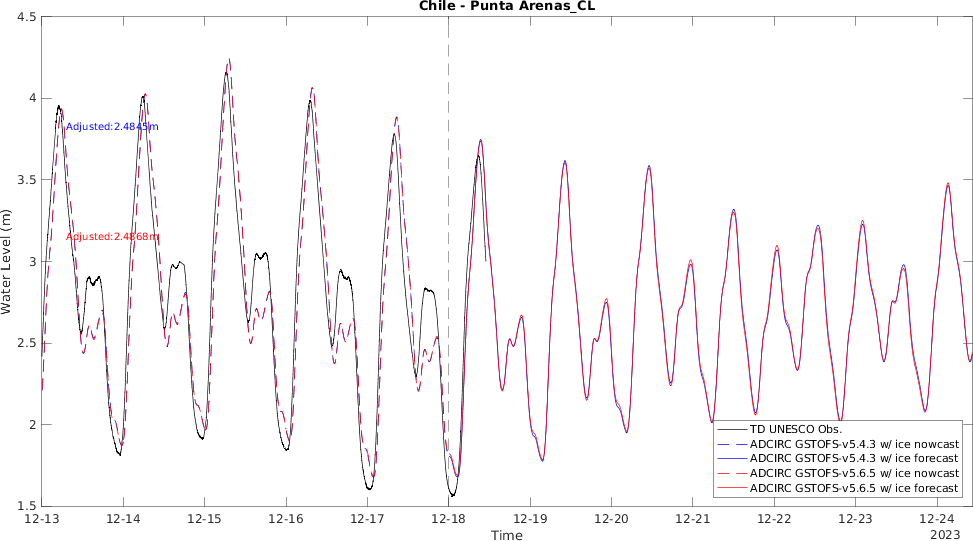 Chile - Punta Arenas_CL
4.5
4
3.5
3
2.5
2
1.5
Water Level (m)
Adjusted:2.4845m
Adjusted:2.4868m
TD UNESCO Obs.
ADCIRC GSTOFS-v5.4.3 w/ ice nowcast
ADCIRC GSTOFS-v5.4.3 w/ ice forecast
ADCIRC GSTOFS-v5.6.5 w/ ice nowcast
ADCIRC GSTOFS-v5.6.5 w/ ice forecast
12-13 12-14 12-15 12-16 12-17 12-18 12-19 12-20 12-21 12-22 12-23 12-24
Time
2023